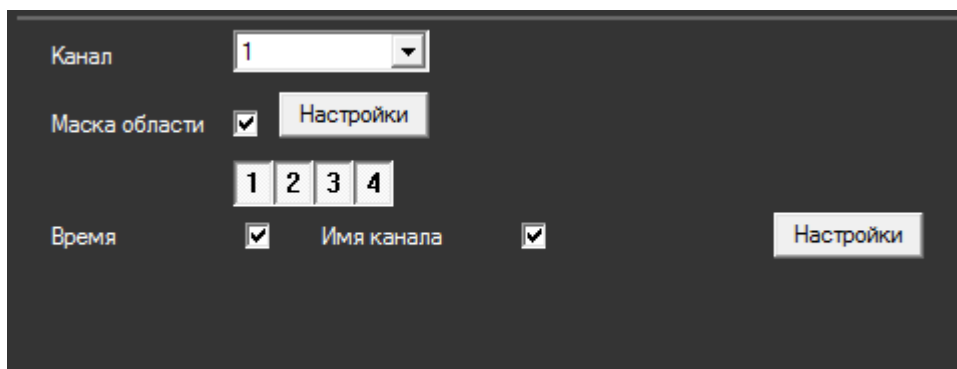 Канал 1
Маска области Настройки
1 2 3 4
Время Имя канала Настройки